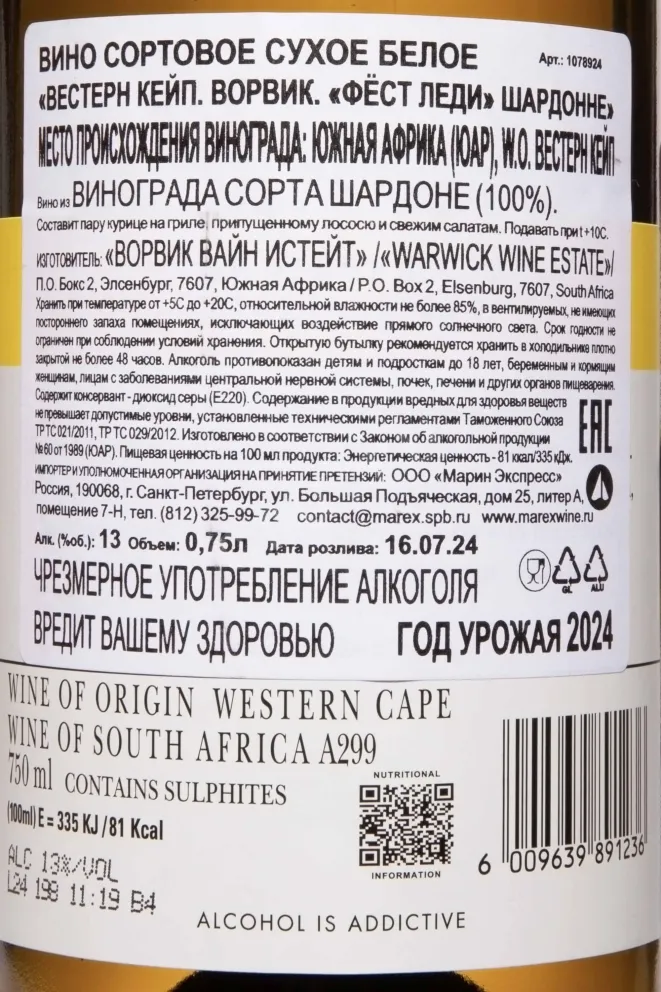 ВИНО СОРТОВОЕ СУХОЕ БЕЛОЕ
Арт.: 1078924
«ВЕСТЕРН КЕЙП. ВОРВИК. «ФЁСТ ЛЕДИ» ШАРДОННЕ»
МЕСТО ПРОИСХОЖДЕНИЯ ВИНОГРАДА: ЮЖНАЯ АФРИКА (ЮАР), W.O. ВЕСТЕРН КЕЙП
Вино из ВИНОГРАДА СОРТА ШАРДОНЕ (100%).
Составит пару курице на гриле, припущенному лососю и свежим салатам. Подавать при t +10С.
ИЗГОТОВИТЕЛЬ: «ВОРВИК ВАЙН ИСТЕЙТ» /«WARWICK WINE ESTATE»/
П.О. Бокс 2, Элсенбург, 7607, Южная Африка / P.O. Box 2, Elsenburg, 7607, South Africa
Хранить при температуре от +5С до +20С, относительной влажности не более 85%, в вентилируемых, не имеющих
постороннего запаха помещениях, исключающих воздействие прямого солнечного света. Срок годности не
ограничен при соблюдении условий хранения. Открытую бутылку рекомендуется хранить в холодильнике плотно
закрытой не более 48 часов. Алкоголь противопоказан детям и подросткам до 18 лет, беременным и кормящим
женщинам, лицам с заболеваниями центральной нервной системы, почек, печени и других органов пищеварения.
Содержит консервант - диоксид серы (Е220). Содержание в продукции вредных для здоровья веществ
не превышает допустимые уровни, установленные техническими регламентами Таможенного Союза
ТР ТС 021/2011, ТР ТС 029/2012. Изготовлено в соответствии с Законом об алкогольной продукции
№ 60 от 1989 (ЮАР). Пищевая ценность на 100 мл продукта: Энергетическая ценность - 81 ккал/335 кДж.
ЕАС
ИМПОРТЕР И УПОЛНОМОЧЕННАЯ ОРГАНИЗАЦИЯ НА ПРИНЯТИЕ ПРЕТЕНЗИЙ: ООО «Марин Экспресс»
Россия, 190068, г. Санкт-Петербург, ул. Большая Подъяческая, дом 25, литер А,
помещение 7-Н, тел. (812) 325-99-72 contact@marex.spb.ru www.marexwine.ru
Алк. (%об.): 13 Объем: 0,75л Дата розлива: 16.07.24
GL ALU
ЧРЕЗМЕРНОЕ УПОТРЕБЛЕНИЕ АЛКОГОЛЯ
ВРЕДИТ ВАШЕМУ ЗДОРОВЬЮ
ГОД УРОЖАЯ 2024
WINE OF ORIGIN WESTERN CAPE
WINE OF SOUTH AFRICA A299
750 ml CONTAINS SULPHITES
(100ml) E = 335 KJ / 81 Kcal
ALC 13%/VOL
L24 198 11:19 B4
NUTRITIONAL
INFORMATION
6 009639 891236
ALCOHOL IS ADDICTIVE